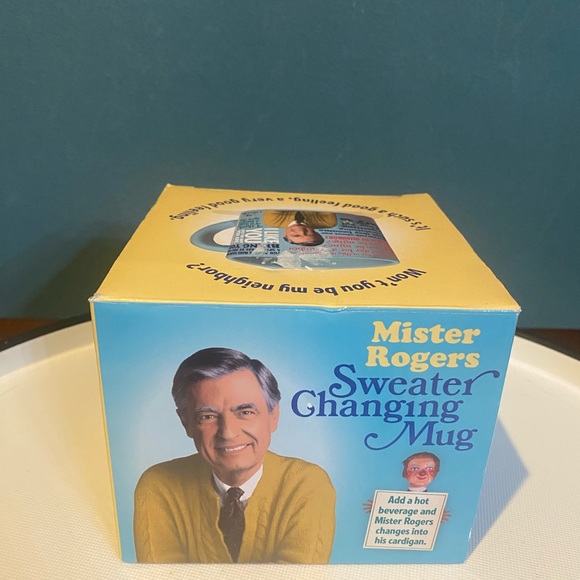 It's such a good feeling, a very good feeling.
Won't you be my neighbor?
Mister
Rogers
Sweater
Changing
Mug
Add a hot
beverage and
Mister Rogers
changes into
his cardigan.